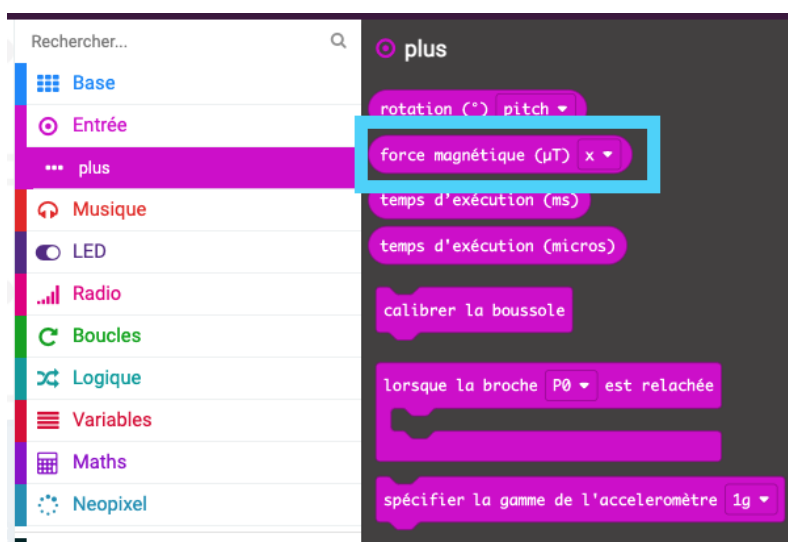 Rechercher...
Base
Entrée
plus
Musique
LED
Radio
Boucles
Logique
Variables
Maths
Neopixel
plus
rotation (°) pitch
force magnétique (µT) x
temps d'exécution (ms)
temps d'exécution (micros)
calibrer la boussole
lorsque la broche P0 est relachée
spécifier la gamme de l'acceleromètre 1g